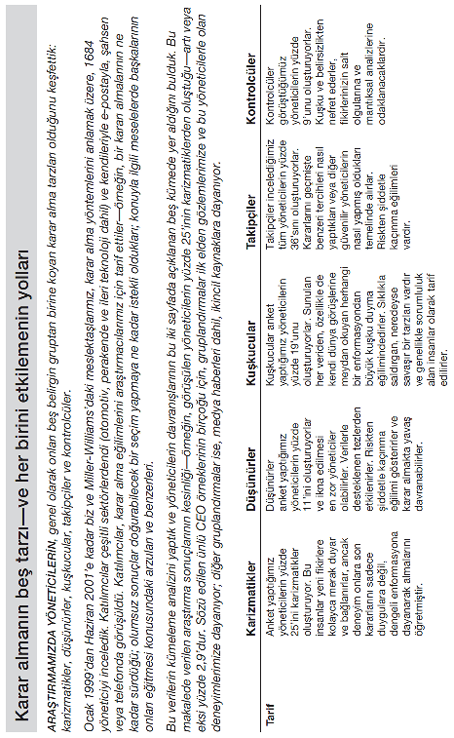 Karar almanın beş tarzı—ve her birini etkilemenin yolları
ARAŞTIRMAMIZDA YÖNETİCİLERİN, genel olarak onları beş belirgin gruptan birine koyan karar alma tarzları olduğunu keşfettik:
karizmatikler, düşünürler, kuşkucular, takipçiler ve kontrolcüler.
Ocak 1999'dan Haziran 2001'e kadar biz ve Miller-Williams'daki meslektaşlarımız, karar alma yöntemlerini anlamak üzere, 1684
yöneticiyi inceledik. Katılımcılar çeşitli sektörlerdendi (otomotiv, perakende ve ileri teknoloji dahil) ve kendileriyle e-postayla, şahsen
veya telefonda görüşüldü. Katılımcılar, karar alma eğilimlerini araştırmacılarımız için tarif ettiler—örneğin, bir kararı almalarının ne
kadar sürdüğü; olumsuz sonuçlar doğurabilecek bir seçim yapmaya ne kadar istekli oldukları; konuyla ilgili meselelerde başkalarının
onları eğitmesi konusundaki arzuları ve benzerleri.
Bu verilerin kümeleme analizini yaptık ve yöneticilerin davranışlarının bu iki sayfada açıklanan beş kümede yer aldığını bulduk. Bu
makalede verilen araştırma sonuçlarının kesinliği—örneğin, görüşülen yöneticilerin yüzde 25'inin karizmatiklerden oluştuğu—artı veya
eksi yüzde 2,9'dur. Sözü edilen ünlü CEO örneklerinin birçoğu için, gruplandırmalar ilk elden gözlemlerimize ve bu yöneticilerle olan
deneyimlerimize dayanıyor; diğer gruplandırmalar ise, medya haberleri dahil, ikincil kaynaklara dayanıyor.
Karizmatikler
Düşünürler
Kuşkucular
Takipçiler
Kontrolcüler
Tarif
Anket yaptığımız
yöneticilerin yüzde
25'ini karizmatikler
oluşturuyor. Bu
insanlar yeni fikirlere
kolayca merak duyar
ve bağlanırlar, ancak
deneyim onlara son
kararlarını sadece
duygulara değil,
dengeli enformasyona
dayanarak almalarını
öğretmiştir.
Düşünürler
anket yaptığımız
yöneticilerin yüzde
11'ini oluşturuyorlar
ve ikna edilmesi
en zor yöneticiler
olabilirler. Verilerle
desteklenen tezlerden
etkilenirler. Riskten
şiddetle kaçınma
eğilimi gösterirler ve
karar almakta yavaş
davranabilirler.
Kuşkucular anket
yaptığımız yöneticilerin
yüzde 19'unu
oluşturuyorlar. Sunulan
her veriden, özellikle de
kendi dünya görüşlerine
meydan okuyan herhangi
bir enformasyondan
büyük kuşku duyma
eğilimindedirler. Sıklıkla
saldırgan, neredeyse
savaşır bir tarzları vardır
ve genellikle sorumluluk
alan insanlar olarak tarif
edilirler.
Takipçiler incelediğimiz
tüm yöneticilerin yüzde
36'sını oluşturuyorlar.
Kararlarını geçmişte
benzeri tercihleri nasıl
yaptıkları veya diğer
güvenilir yöneticilerin
nasıl yapmış oldukları
temelinde alırlar.
Riskten şiddetle
kaçınma eğilimleri
vardır.
Kontrolcüler
görüştüğümüz
yöneticilerin yüzde
9'unu oluşturuyorlar.
Kuşku ve belirsizlikten
nefret ederler,
fikirlerinizin salt
olgularına ve
mantıksal analizlerine
odaklanacaklardır.